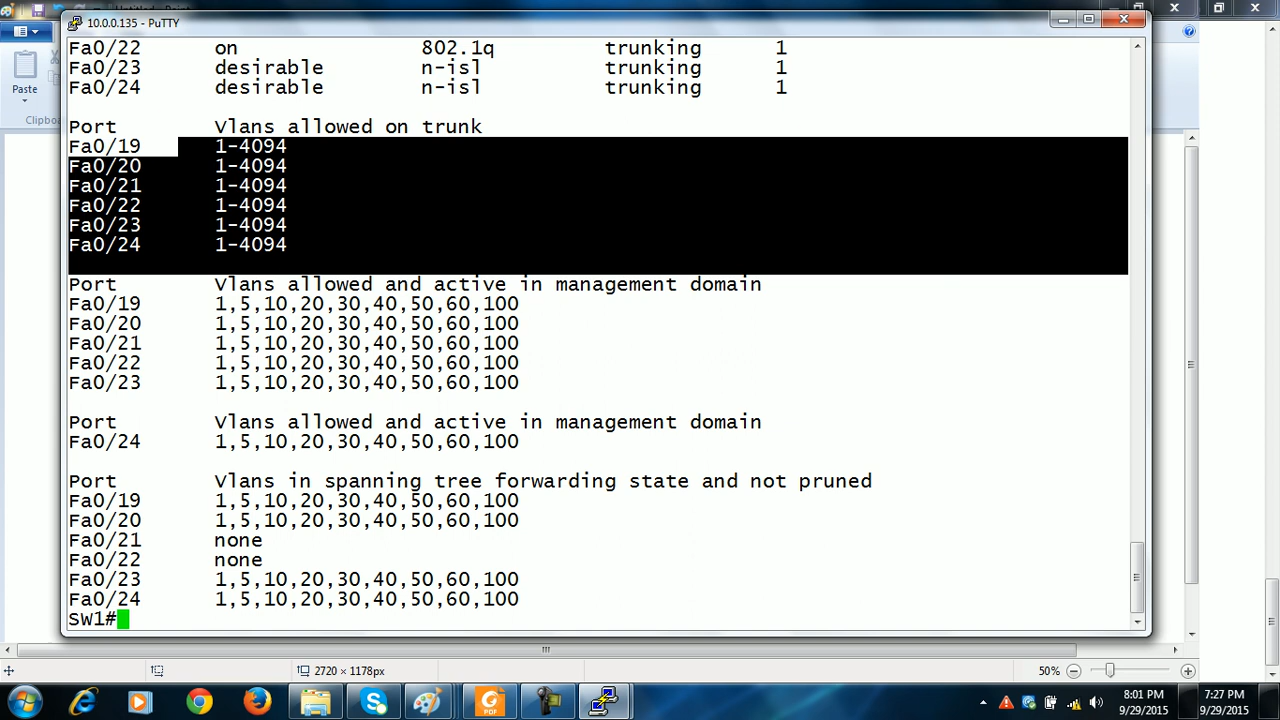 10.0.0.135 - PuTTY
Fa0/22 on 802.1q trunking 1
Fa0/23 desirable n-isl trunking 1
Fa0/24 desirable n-isl trunking 1
Port Vlans allowed on trunk
Fa0/19 1-4094
Fa0/20 1-4094
Fa0/21 1-4094
Fa0/22 1-4094
Fa0/23 1-4094
Fa0/24 1-4094
Port Vlans allowed and active in management domain
Fa0/19 1,5,10,20,30,40,50,60,100
Fa0/20 1,5,10,20,30,40,50,60,100
Fa0/21 1,5,10,20,30,40,50,60,100
Fa0/22 1,5,10,20,30,40,50,60,100
Fa0/23 1,5,10,20,30,40,50,60,100
Port Vlans allowed and active in management domain
Fa0/24 1,5,10,20,30,40,50,60,100
Port Vlans in spanning tree forwarding state and not pruned
Fa0/19 1,5,10,20,30,40,50,60,100
Fa0/20 1,5,10,20,30,40,50,60,100
Fa0/21 none
Fa0/22 none
Fa0/23 1,5,10,20,30,40,50,60,100
Fa0/24 1,5,10,20,30,40,50,60,100
SW1#
Paste
Clipboa
2720 × 1178px
50%
PDF
8:01 PM
9/29/2015
7:27 PM
9/29/2015